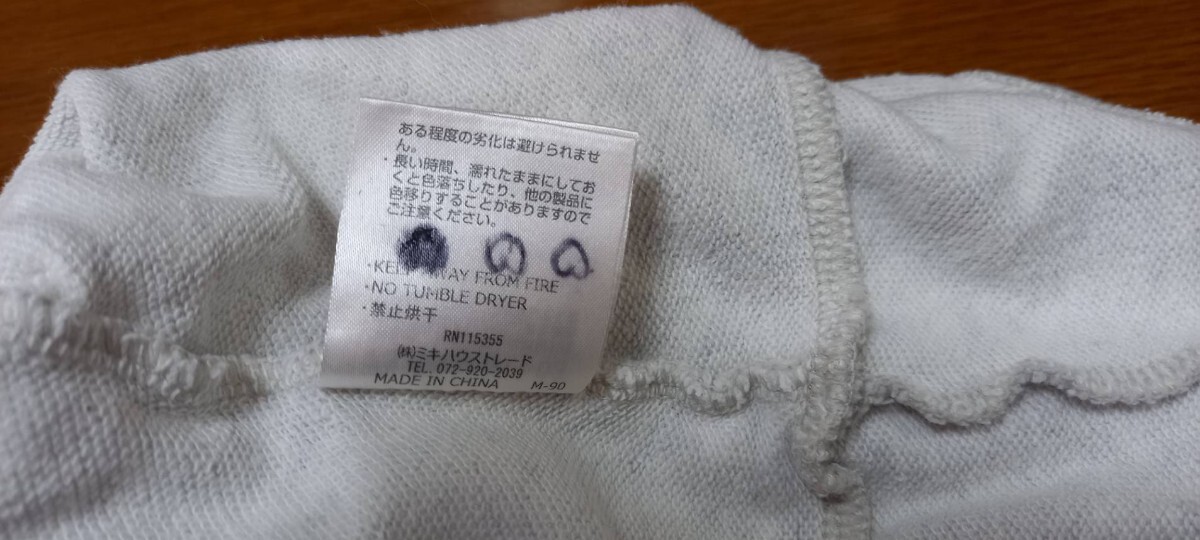 ある程度の劣化は避けられませ
ん。
・長い時間、濡れたままにしてお
くと色落ちしたり、他の製品に
色移りすることがありますので
ご注意ください。
・KEEP AWAY FROM FIRE
・NO TUMBLE DRYER
・禁止烘干
RN115355
㈱ミキハウストレード
TEL. 072-920-2039
MADE IN CHINA M-90